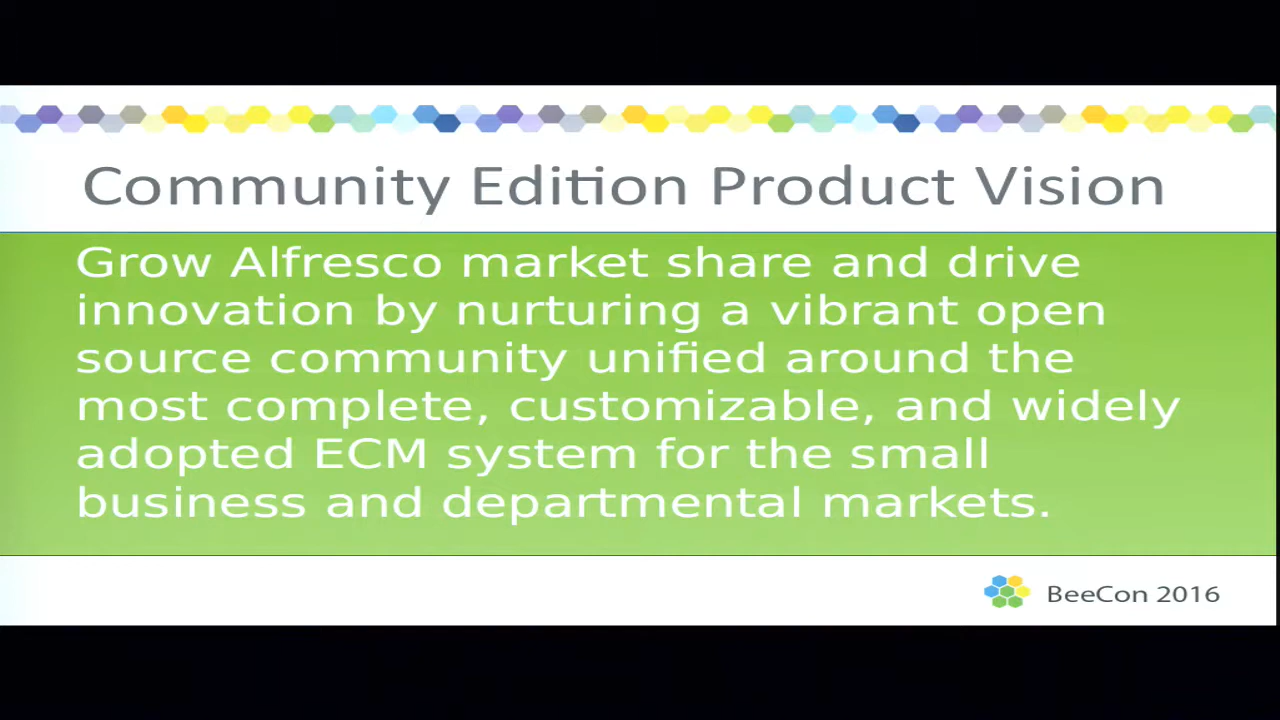 Community Edition Product Vision
Grow Alfresco market share and drive
innovation by nurturing a vibrant open
source community unified around the
most complete, customizable, and widely
adopted ECM system for the small
business and departmental markets.
BeeCon 2016